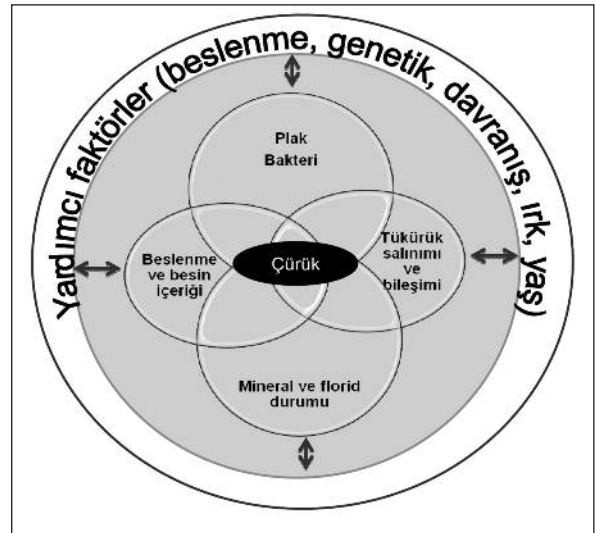 Yardımcı faktörler (beslenme, genetik, davranış, ırk, yaş)
Plak
Bakteri
Beslenme
ve besin
içeriği
Çürük
Tükürük
salınımı
ve
bileşimi
Mineral ve florid
durumu